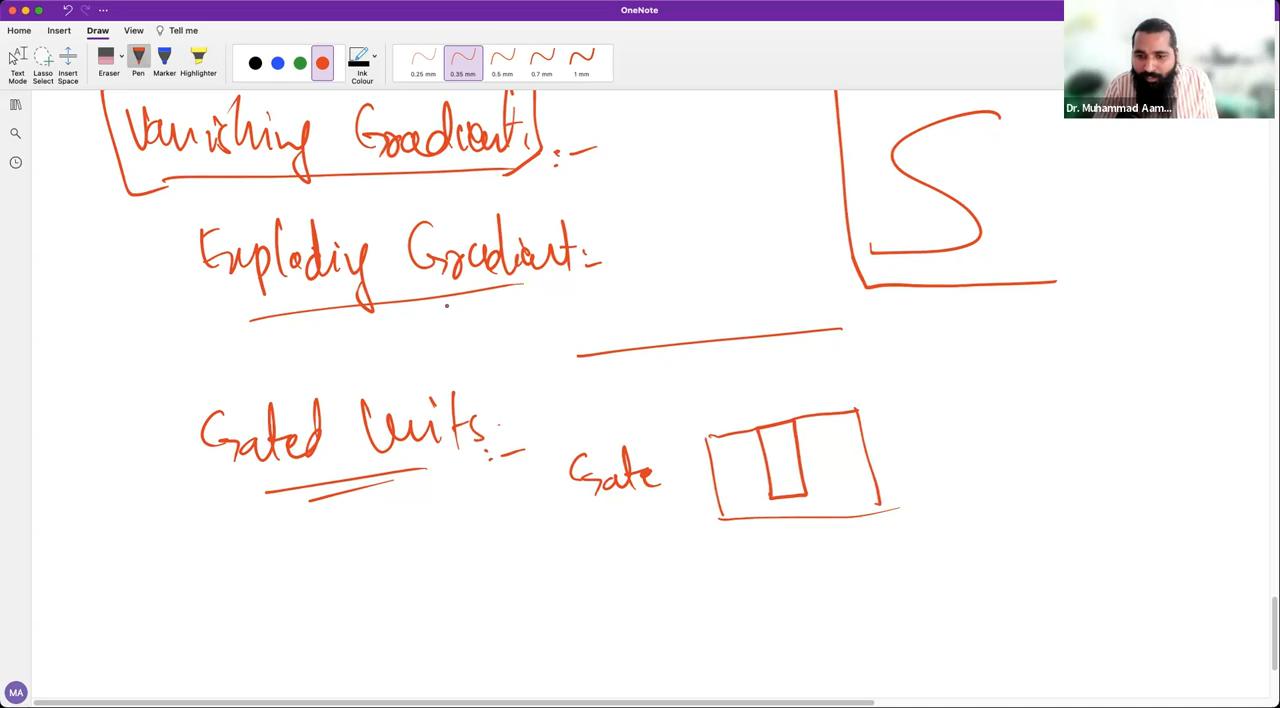 OneNote
Home Insert Draw View Tell me
Text Mode
Lasso Select
Insert Space
Eraser
Pen
Marker
Highlighter
Ink Colour
0.25 mm
0.35 mm
0.5 mm
0.7 mm
1 mm
Dr. Muhammad Aam...
Vanishing Gradient :-
S
Exploding Gradient :-
Gated Units :-
Gate
MA